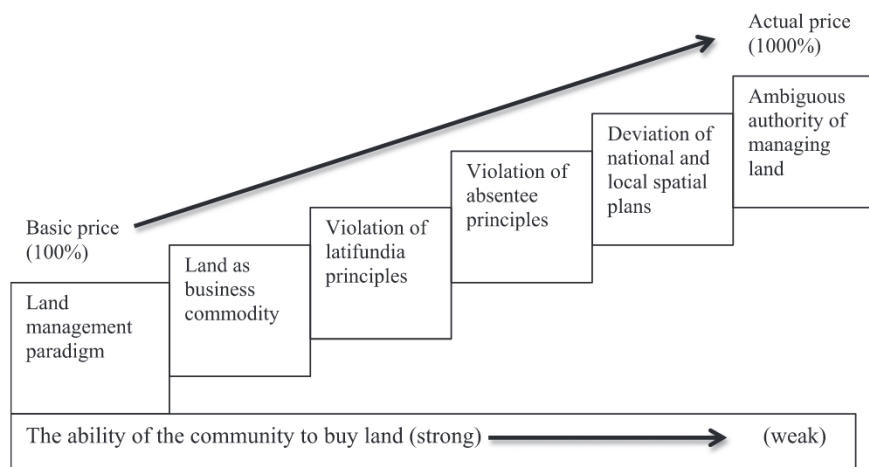 Actual price
(1000%)
Ambiguous
authority of
managing
land
Deviation of
national and
local spatial
plans
Violation of
absentee
principles
Violation of
latifundia
principles
Basic price
(100%)
Land as
business
commodity
Land
management
paradigm
The ability of the community to buy land (strong) (weak)